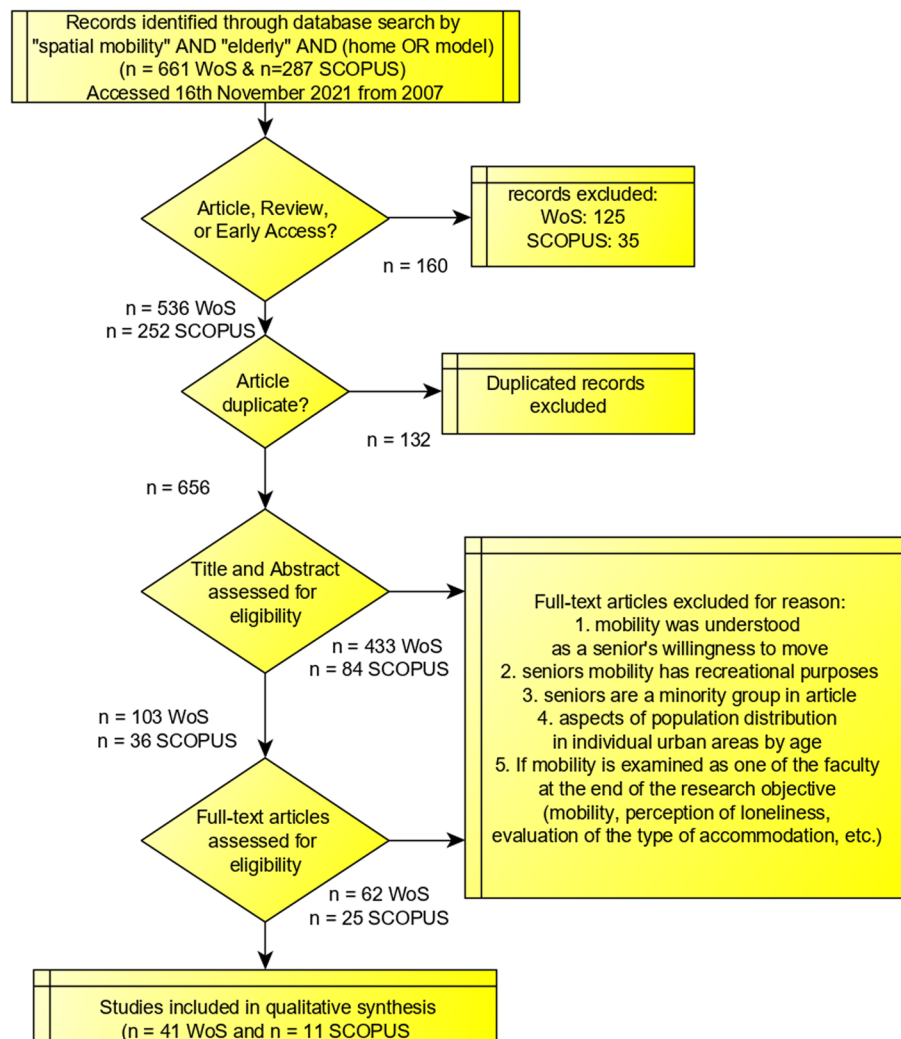 Records identified through database search by
"spatial mobility" AND "elderly" AND (home OR model)
(n = 661 WoS & n=287 SCOPUS)
Accessed 16th November 2021 from 2007
Article, Review,
or Early Access?
records excluded:
WoS: 125
SCOPUS: 35
n = 160
n = 536 WoS
n = 252 SCOPUS
Article
duplicate?
Duplicated records
excluded
n = 132
n = 656
Title and Abstract
assessed for
eligibility
n = 433 WoS
n = 84 SCOPUS
Full-text articles excluded for reason:
1. mobility was understood
as a senior's willingness to move
2. seniors mobility has recreational purposes
3. seniors are a minority group in article
4. aspects of population distribution
in individual urban areas by age
5. If mobility is examined as one of the faculty
at the end of the research objective
(mobility, perception of loneliness,
evaluation of the type of accommodation, etc.)
n = 103 WoS
n = 36 SCOPUS
Full-text articles
assessed for
eligibility
n = 62 WoS
n = 25 SCOPUS
Studies included in qualitative synthesis
(n = 41 WoS and n = 11 SCOPUS